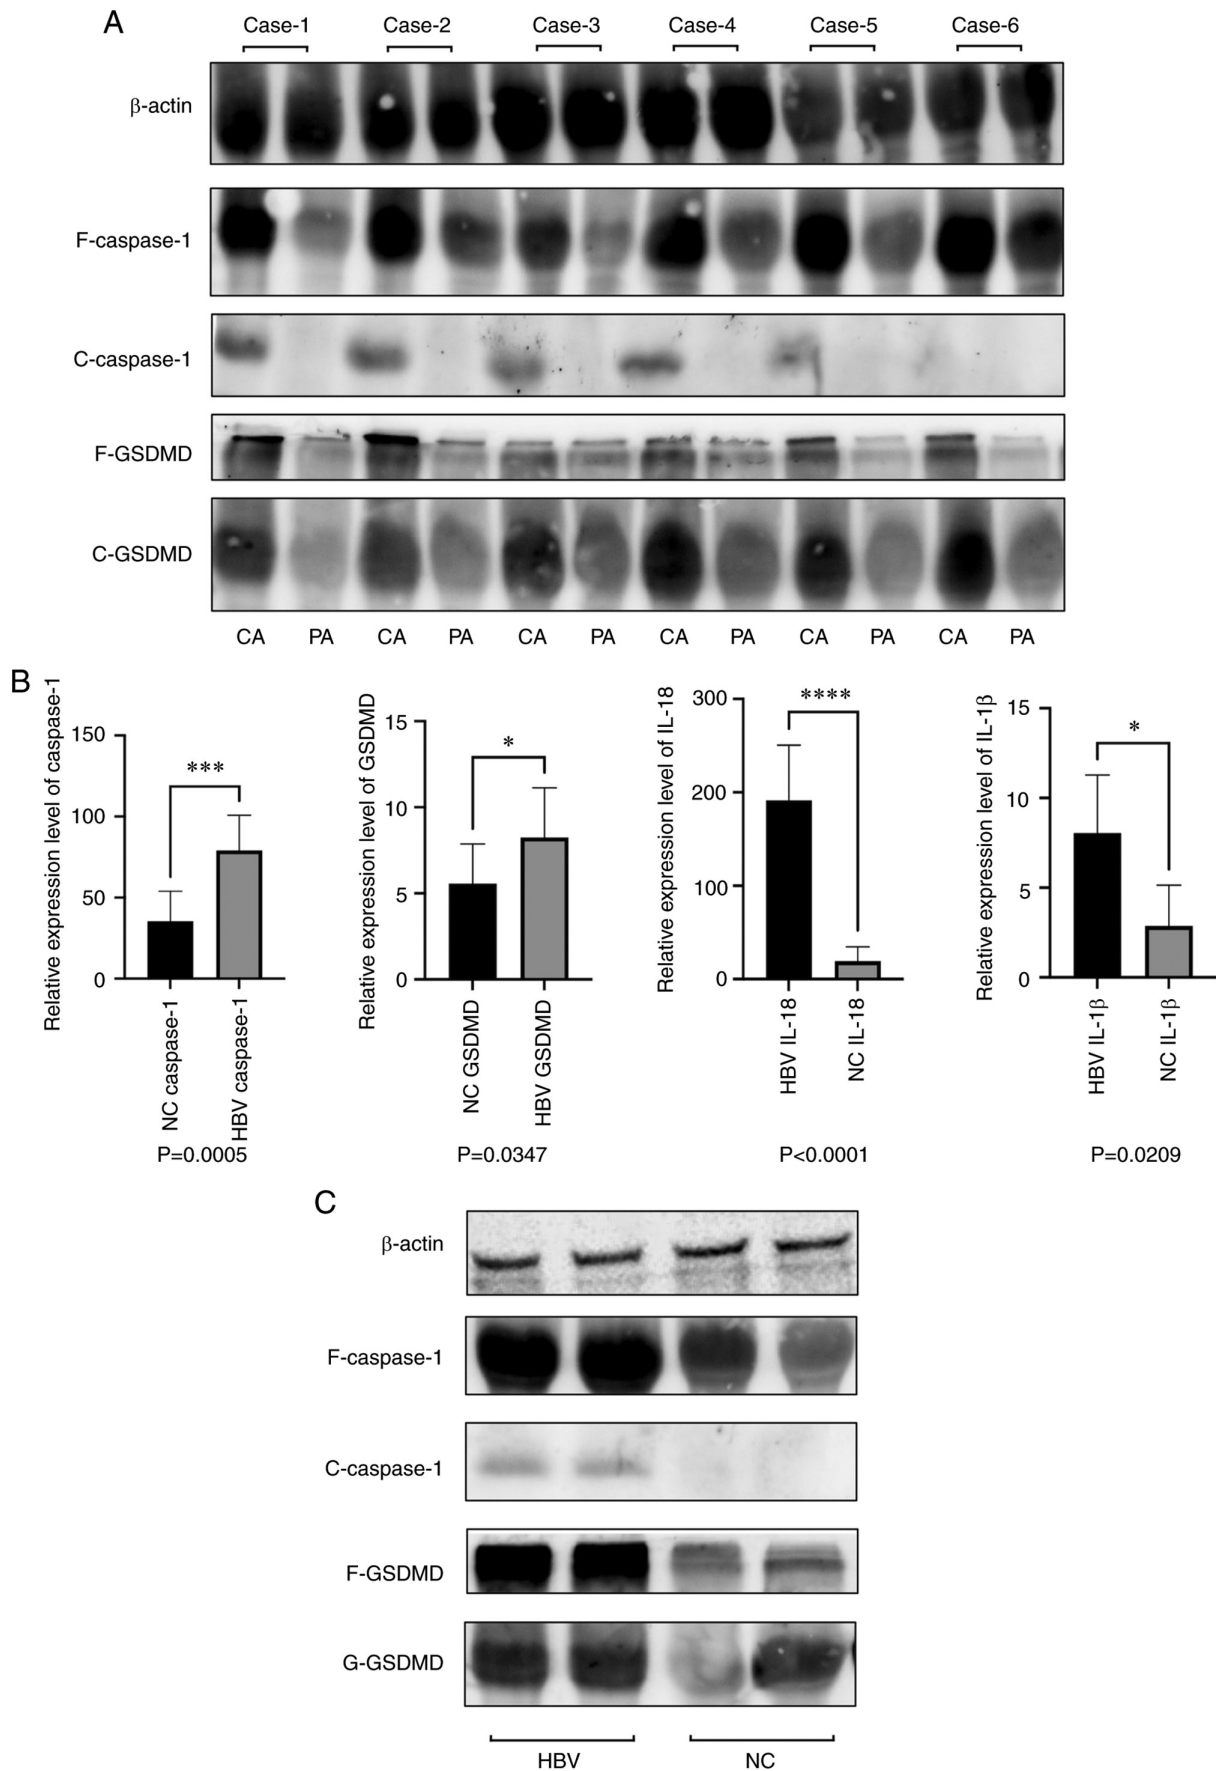 A
Case-1 Case-2 Case-3 Case-4 Case-5 Case-6
β-actin
F-caspase-1
C-caspase-1
F-GSDMD
C-GSDMD
CA PA CA PA CA PA CA PA CA PA CA PA
B
Relative expression level of caspase-1
150
100
50
0
***
NC caspase-1
HBV caspase-1
P=0.0005
Relative expression level of GSDMD
15
10
5
0
*
NC GSDMD
HBV GSDMD
P=0.0347
Relative expression level of IL-18
300
200
100
0
****
HBV IL-18
NC IL-18
P<0.0001
Relative expression level of IL-1β
15
10
5
0
*
HBV IL-1β
NC IL-1β
P=0.0209
C
β-actin
F-caspase-1
C-caspase-1
F-GSDMD
G-GSDMD
HBV NC